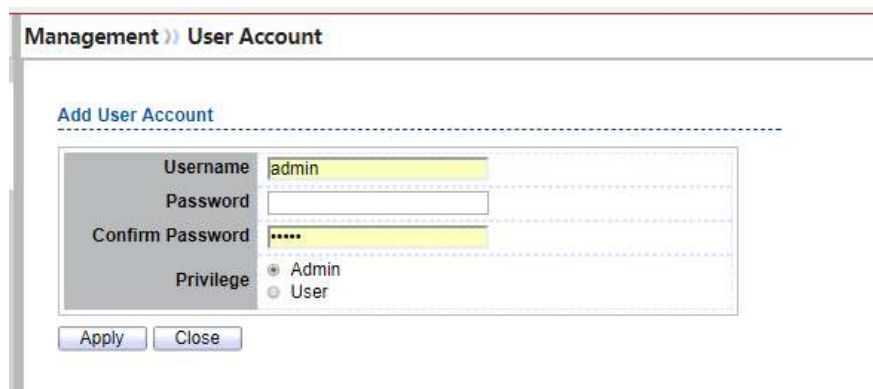 Management » User Account
Add User Account
Username admin
Password
Confirm Password •••••
Privilege Admin
User
Apply Close